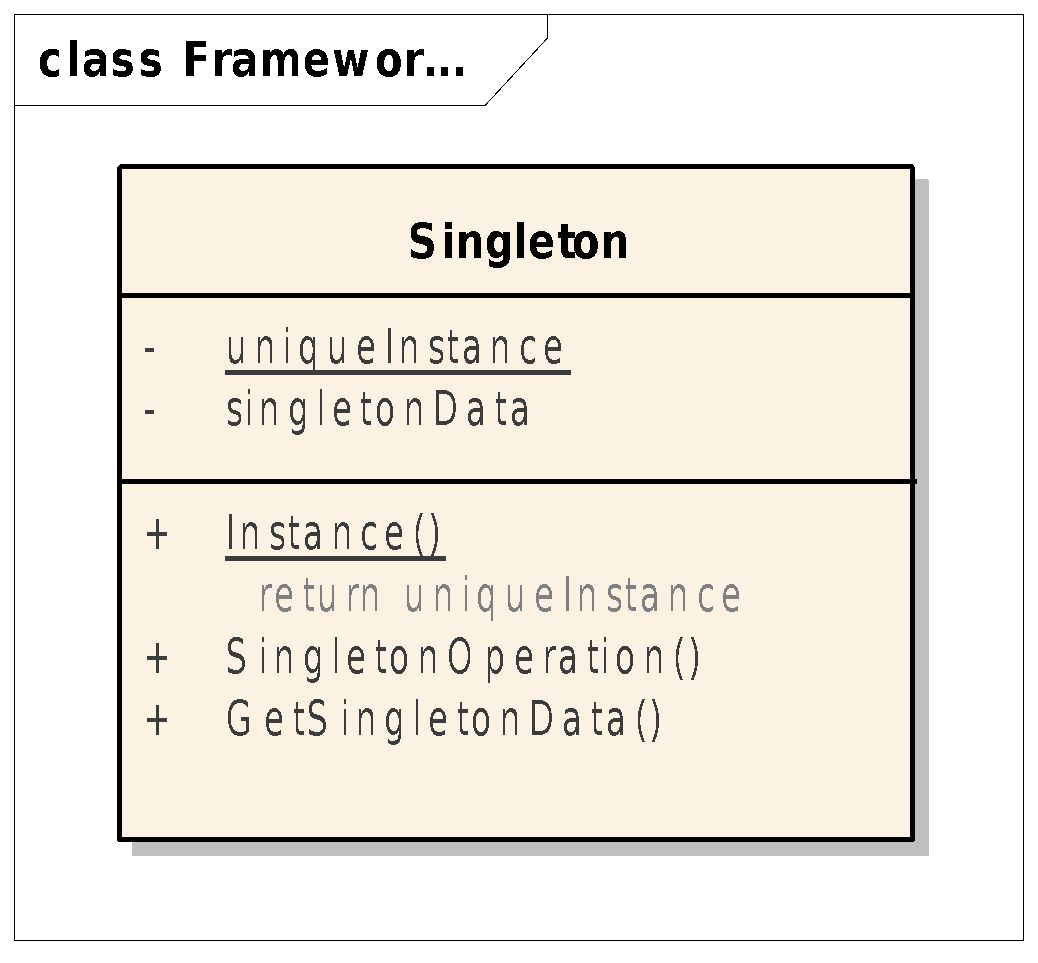 class Framewor...
Singleton
- uniqueInstance
- singletonData
+ Instance()
return uniqueInstance
+ SingletonOperation()
+ GetSingletonData()